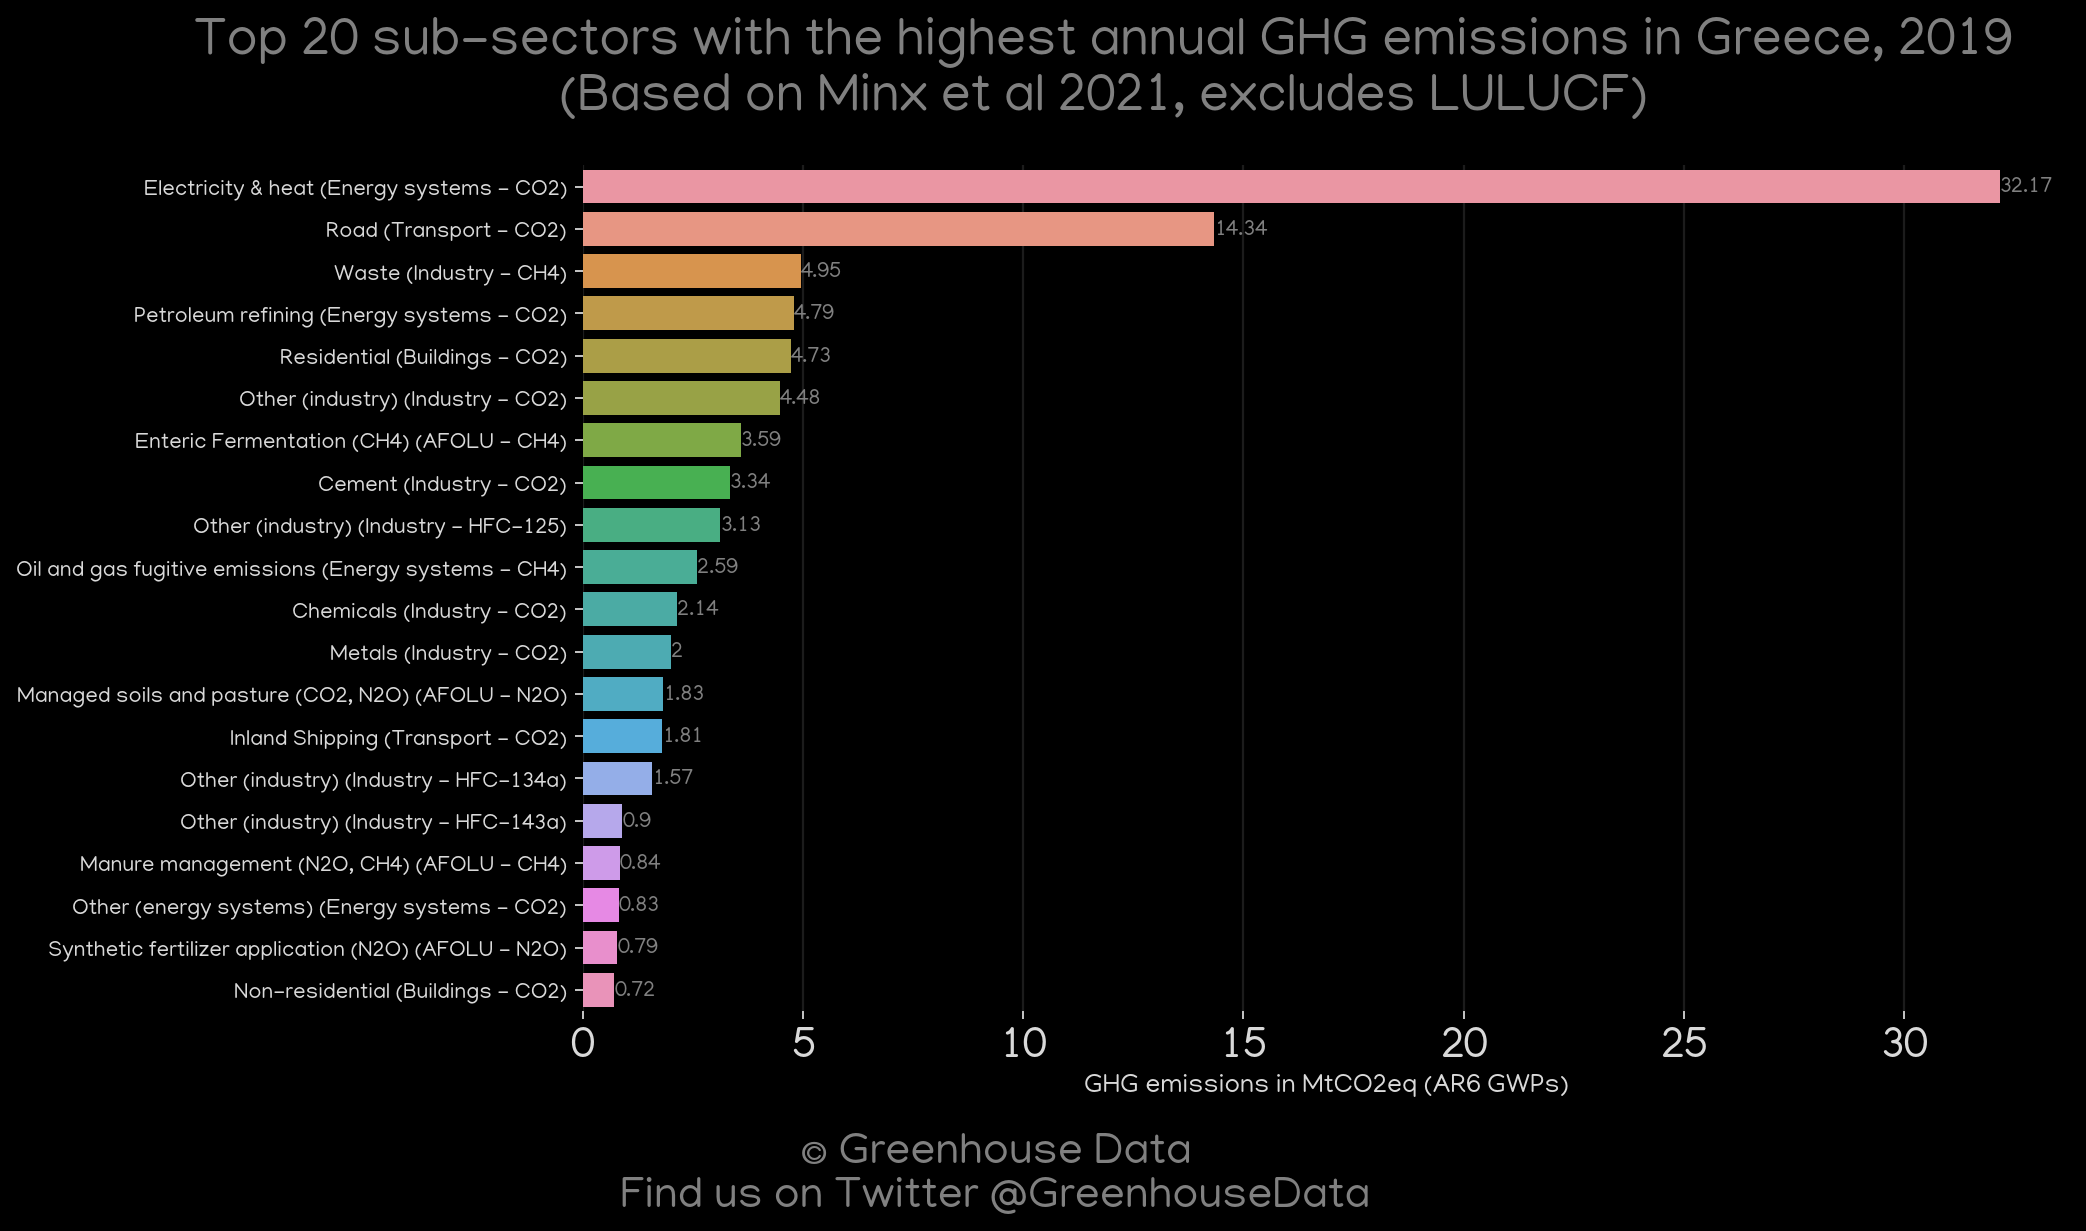 Top 20 sub-sectors with the highest annual GHG emissions in Greece, 2019
(Based on Minx et al 2021, excludes LULUCF)
Electricity & heat (Energy systems - CO2) 32.17
Road (Transport - CO2) 14.34
Waste (Industry - CH4) 4.95
Petroleum refining (Energy systems - CO2) 4.79
Residential (Buildings - CO2) 4.73
Other (industry) (Industry - CO2) 4.48
Enteric Fermentation (CH4) (AFOLU - CH4) 3.59
Cement (Industry - CO2) 3.34
Other (industry) (Industry - HFC-125) 3.13
Oil and gas fugitive emissions (Energy systems - CH4) 2.59
Chemicals (Industry - CO2) 2.14
Metals (Industry - CO2) 2
Managed soils and pasture (CO2, N2O) (AFOLU - N2O) 1.83
Inland Shipping (Transport - CO2) 1.81
Other (industry) (Industry - HFC-134a) 1.57
Other (industry) (Industry - HFC-143a) 0.9
Manure management (N2O, CH4) (AFOLU - CH4) 0.84
Other (energy systems) (Energy systems - CO2) 0.83
Synthetic fertilizer application (N2O) (AFOLU - N2O) 0.79
Non-residential (Buildings - CO2) 0.72
0 5 10 15 20 25 30
GHG emissions in MtCO2eq (AR6 GWPs)
© Greenhouse Data
Find us on Twitter @GreenhouseData